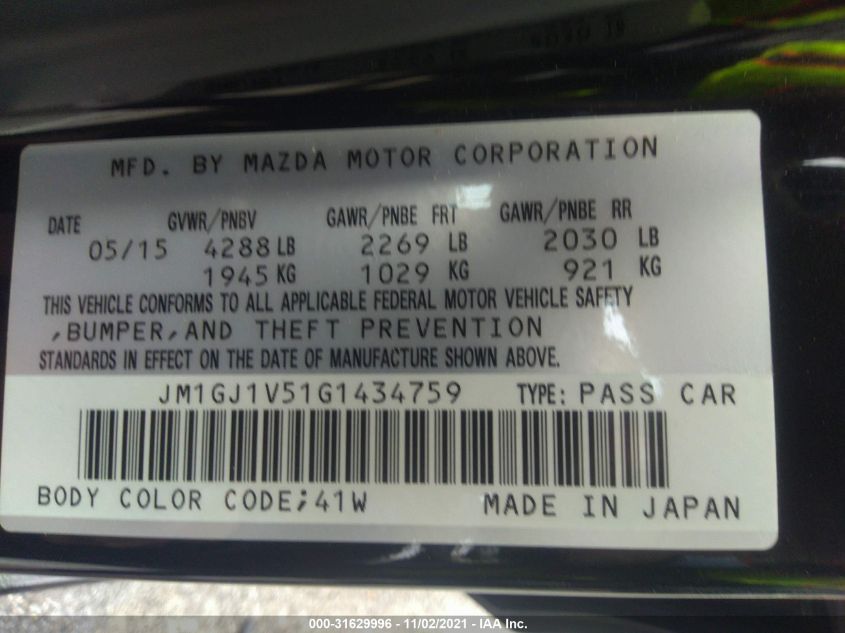 MFD. BY MAZDA MOTOR CORPORATION
DATE GVWR/PNBV GAWR/PNBE FRT GAWR/PNBE RR
05/15 4288 LB 2269 LB 2030 LB
1945 KG 1029 KG 921 KG
THIS VEHICLE CONFORMS TO ALL APPLICABLE FEDERAL MOTOR VEHICLE SAFETY
,BUMPER,AND THEFT PREVENTION
STANDARDS IN EFFECT ON THE DATE OF MANUFACTURE SHOWN ABOVE.
JM1GJ1V51G1434759 TYPE: PASS CAR
BODY COLOR CODE;41W MADE IN JAPAN
000-31629996 - 11/02/2021 - IAA Inc.